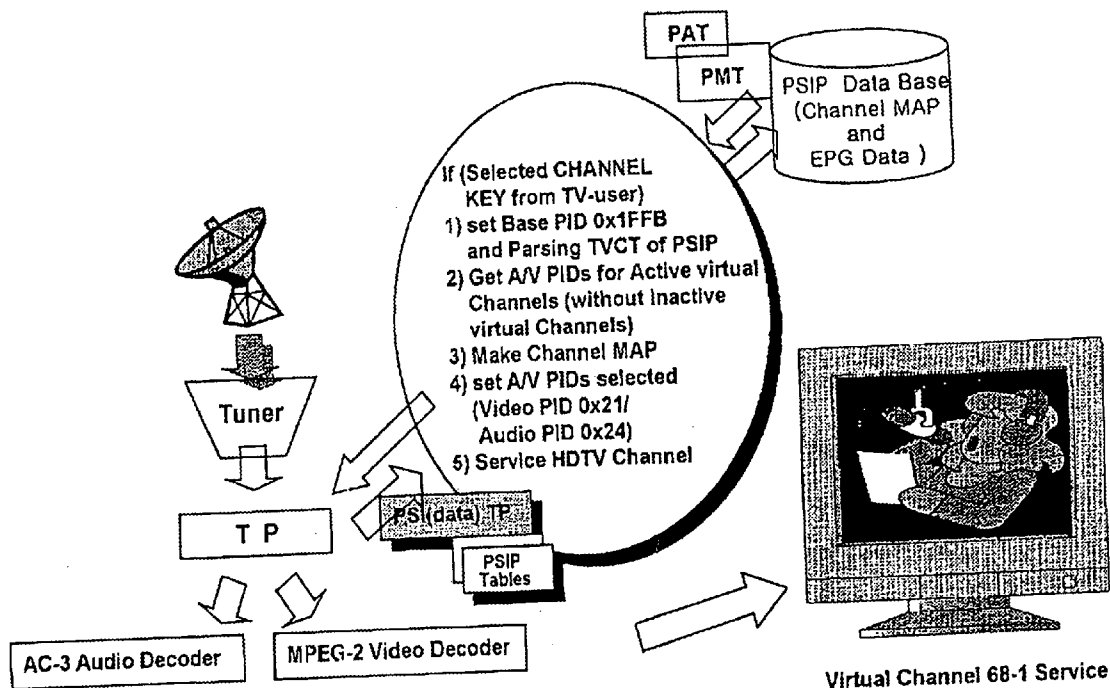 PAT
PMT
PSIP Data Base
(Channel MAP
and
EPG Data )
If (Selected CHANNEL
KEY from TV-user)
1) set Base PID 0x1FFB
and Parsing TVCT of PSIP
2) Get A/V PIDs for Active virtual
Channels (without Inactive
virtual Channels)
3) Make Channel MAP
4) set A/V PIDs selected
(Video PID 0x21/
Audio PID 0x24)
5) Service HDTV Channel
Tuner
T P
PSI(data) TP
PSIP
Tables
AC-3 Audio Decoder
MPEG-2 Video Decoder
Virtual Channel 68-1 Service